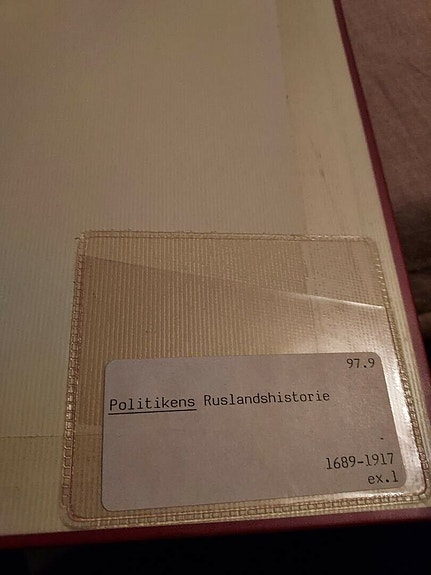 97.9
Politikens Ruslandshistorie
-
1689-1917
ex.1